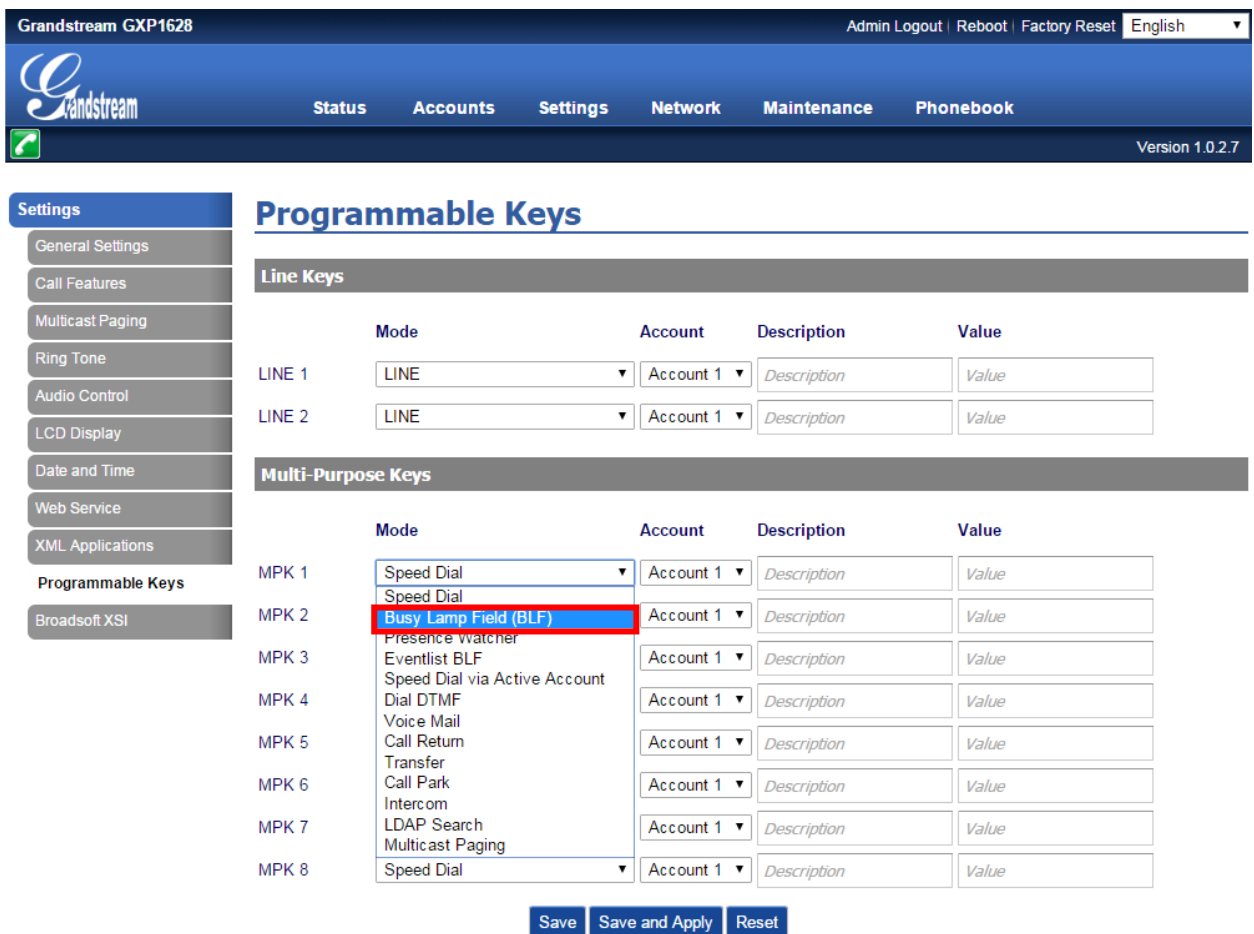 Grandstream GXP1628
Admin Logout | Reboot | Factory Reset English
Grandstream
Status Accounts Settings Network Maintenance Phonebook
Version 1.0.2.7
Settings
General Settings
Call Features
Multicast Paging
Ring Tone
Audio Control
LCD Display
Date and Time
Web Service
XML Applications
Programmable Keys
Broadsoft XSI
Programmable Keys
Line Keys
Mode Account Description Value
LINE 1 LINE Account 1 Description Value
LINE 2 LINE Account 1 Description Value
Multi-Purpose Keys
Mode Account Description Value
MPK 1 Speed Dial Account 1 Description Value
Speed Dial
MPK 2 Busy Lamp Field (BLF) Account 1 Description Value
Presence Watcher
MPK 3 Eventlist BLF Account 1 Description Value
Speed Dial via Active Account
MPK 4 Dial DTMF Account 1 Description Value
Voice Mail
MPK 5 Call Return Account 1 Description Value
Transfer
MPK 6 Call Park Account 1 Description Value
Intercom
MPK 7 LDAP Search Account 1 Description Value
Multicast Paging
MPK 8 Speed Dial Account 1 Description Value
Save Save and Apply Reset